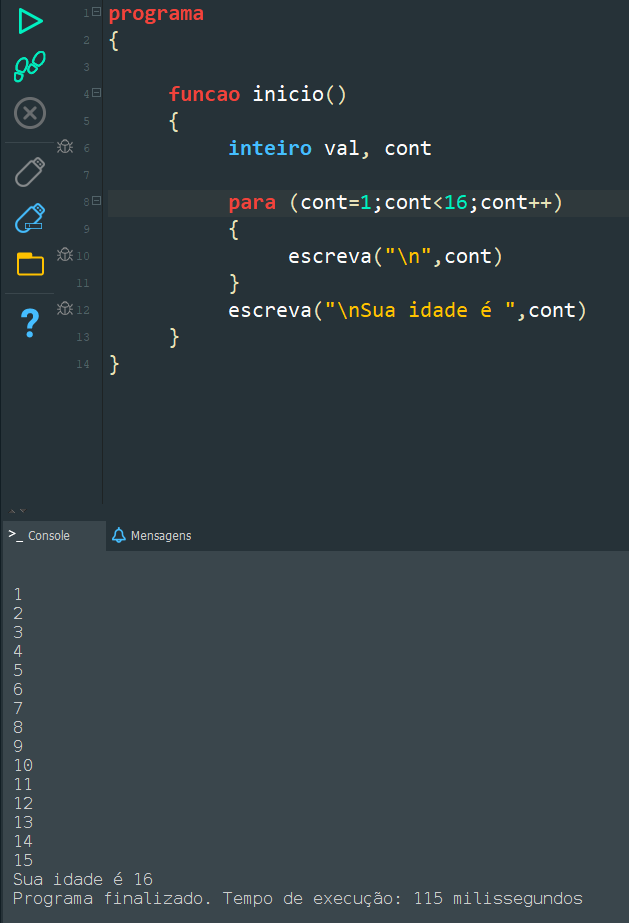 1 programa
2 {
3
4 funcao inicio()
5 {
6 inteiro val, cont
7
8 para (cont=1;cont<16;cont++)
9 {
10 escreva("\n",cont)
11 }
12 escreva("\nSua idade é ",cont)
13 }
14 }
>_ Console Mensagens
1
2
3
4
5
6
7
8
9
10
11
12
13
14
15
Sua idade é 16
Programa finalizado. Tempo de execução: 115 milissegundos